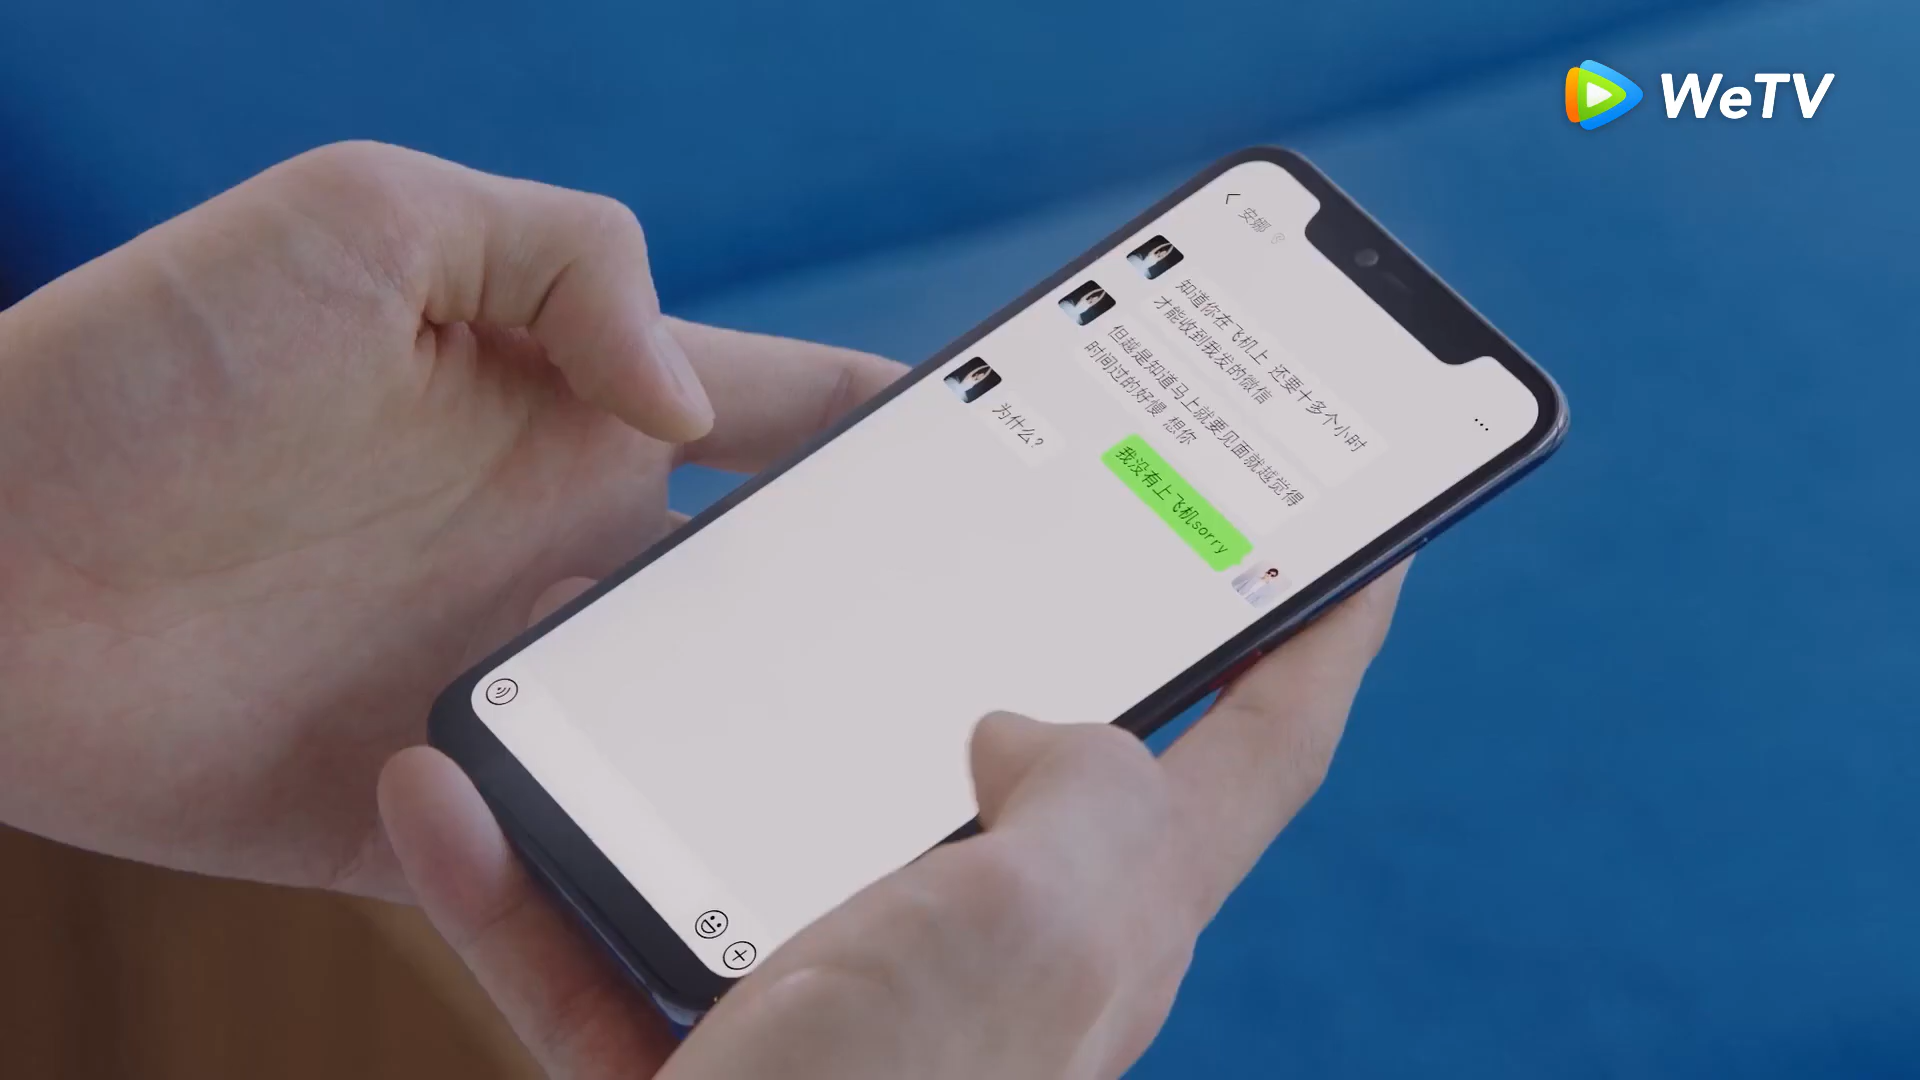 WeTV
安娜
知道你在飞机上 还要十多个小时
才能收到我发的微信
但越是知道马上就要见面就越觉得
时间过的好慢 想你
我没有上飞机sorry
为什么?